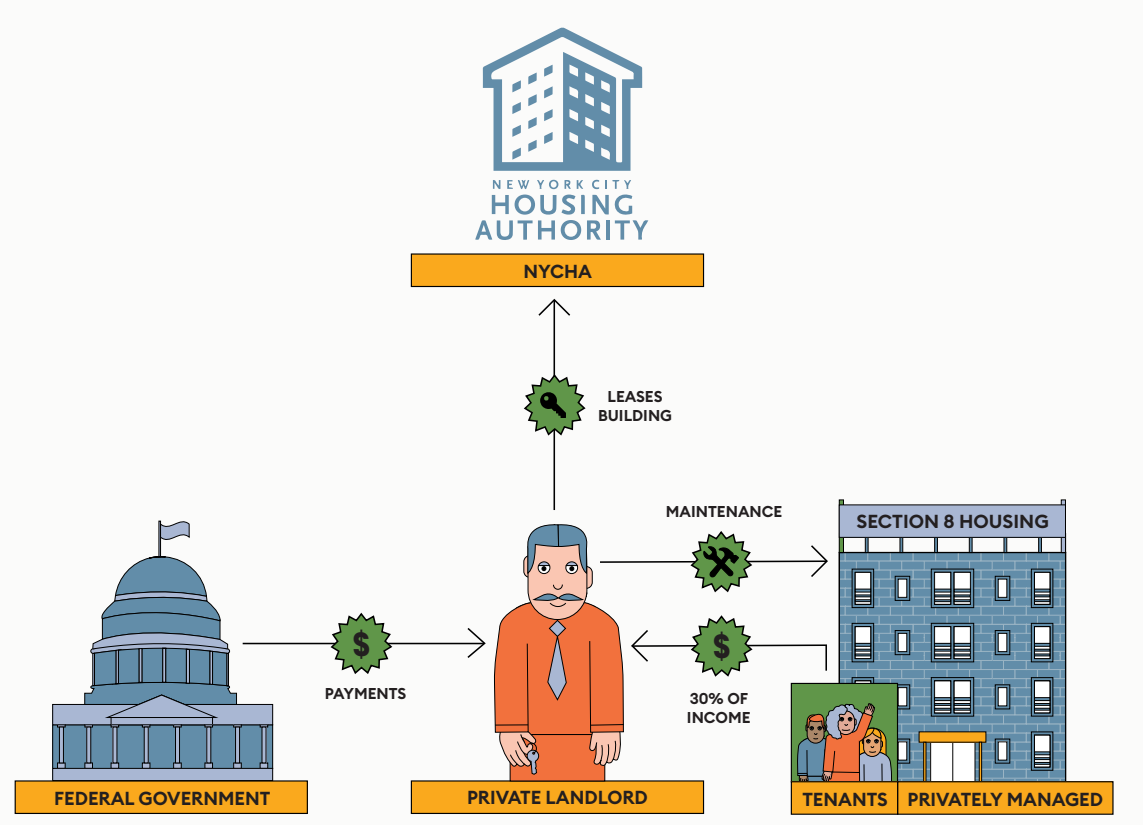 NEW YORK CITY
HOUSING
AUTHORITY
NYCHA
LEASES
BUILDING
MAINTENANCE
SECTION 8 HOUSING
$
$
PAYMENTS
30% OF
INCOME
FEDERAL GOVERNMENT
PRIVATE LANDLORD
TENANTS
PRIVATELY MANAGED